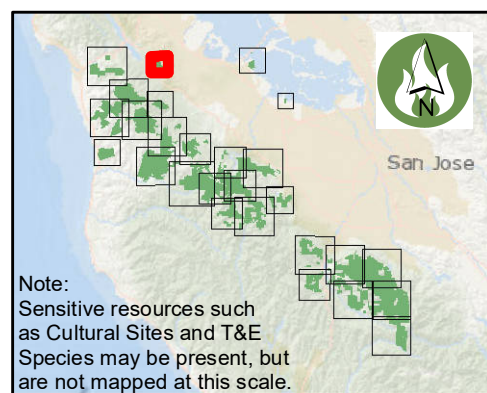 N
San Jose
Note:
Sensitive resources such
as Cultural Sites and T&E
Species may be present, but
are not mapped at this scale.